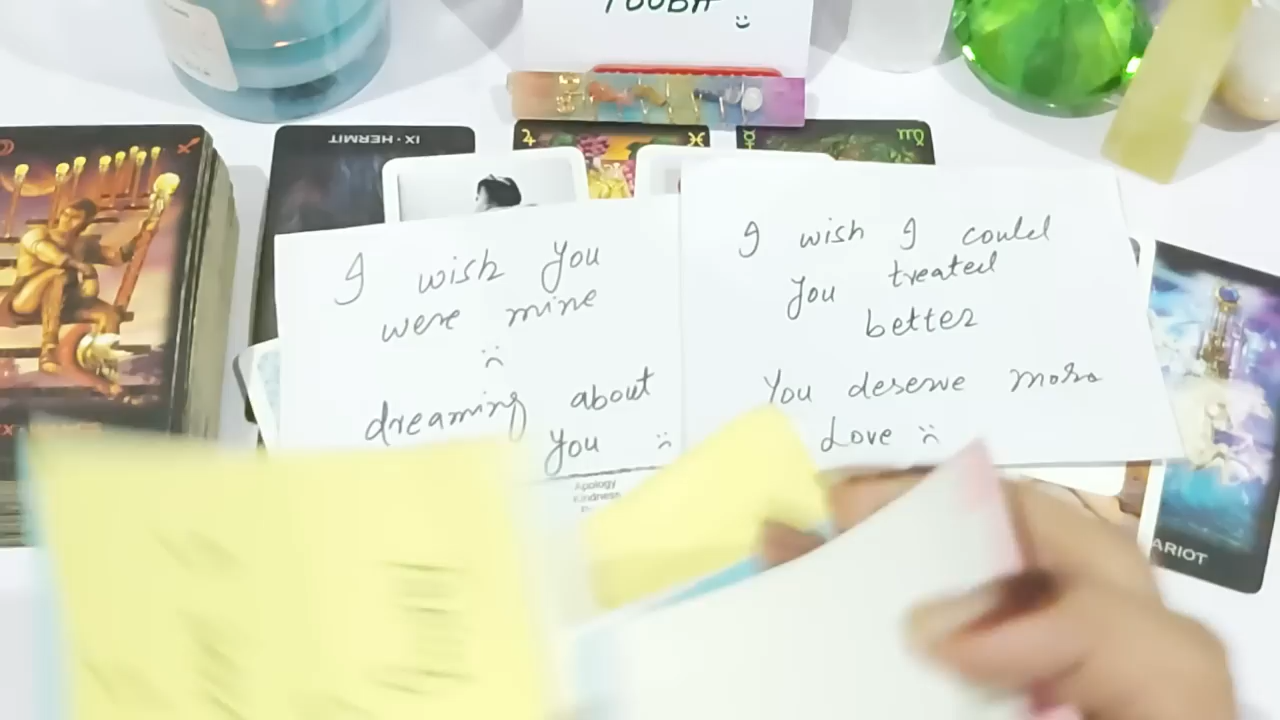 TOOBA
IX · HERMIT
I wish you
were mine
dreaming about
you
I wish I could
you treated
better
You deserve more
Love
Apology
Kindness
ARIOT